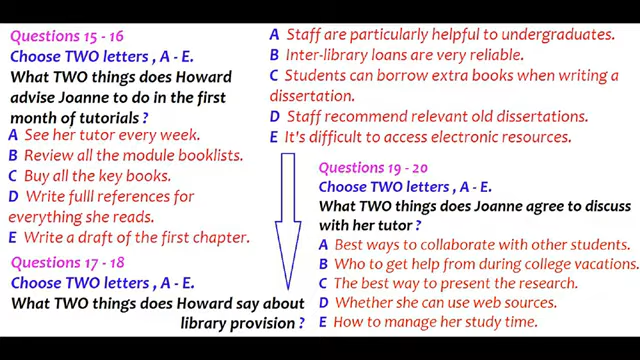 Questions 15 - 16
Choose TWO letters , A - E.
What TWO things does Howard
advise Joanne to do in the first
month of tutorials ?
A See her tutor every week.
B Review all the module booklists.
C Buy all the key books.
D Write fulll references for
everything she reads.
E Write a draft of the first chapter.
Questions 17 - 18
Choose TWO letters , A - E.
What TWO things does Howard say about
library provision ?
A Staff are particularly helpful to undergraduates.
B Inter-library loans are very reliable.
C Students can borrow extra books when writing a
dissertation.
D Staff recommend relevant old dissertations.
E It's difficult to access electronic resources.
Questions 19 - 20
Choose TWO letters , A - E.
What TWO things does Joanne agree to discuss
with her tutor ?
A Best ways to collaborate with other students.
B Who to get help from during college vacations.
C The best way to present the research.
D Whether she can use web sources.
E How to manage her study time.